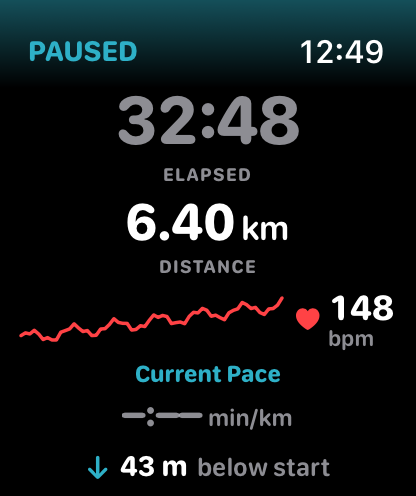 PAUSED 12:49
32:48
ELAPSED
6.40 km
DISTANCE
148
bpm
Current Pace
–:–– min/km
↓ 43 m below start